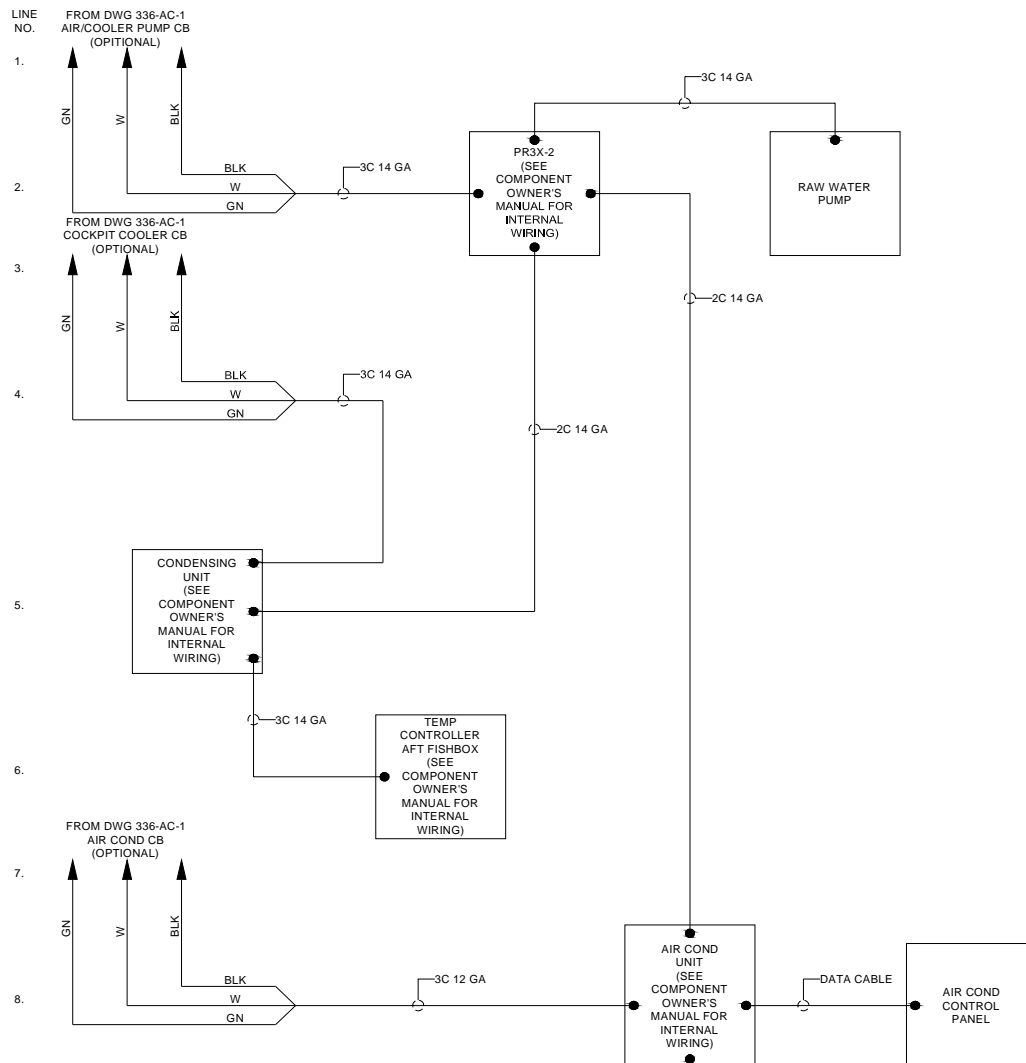 LINE
NO.
FROM DWG 336-AC-1
AIR/COOLER PUMP CB
(OPITIONAL)
1.
GN
W
BLK
3C 14 GA
BLK
W
GN
3C 14 GA
2.
PR3X-2
(SEE
COMPONENT
OWNER'S
MANUAL FOR
INTERNAL
WIRING)
RAW WATER
PUMP
FROM DWG 336-AC-1
COCKPIT COOLER CB
(OPTIONAL)
3.
GN
W
BLK
2C 14 GA
BLK
W
GN
3C 14 GA
4.
2C 14 GA
CONDENSING
UNIT
(SEE
COMPONENT
OWNER'S
MANUAL FOR
INTERNAL
WIRING)
5.
3C 14 GA
TEMP
CONTROLLER
AFT FISHBOX
(SEE
COMPONENT
OWNER'S
MANUAL FOR
INTERNAL
WIRING)
6.
FROM DWG 336-AC-1
AIR COND CB
(OPTIONAL)
7.
GN
W
BLK
BLK
W
GN
3C 12 GA
8.
AIR COND
UNIT
(SEE
COMPONENT
OWNER'S
MANUAL FOR
INTERNAL
WIRING)
DATA CABLE
AIR COND
CONTROL
PANEL